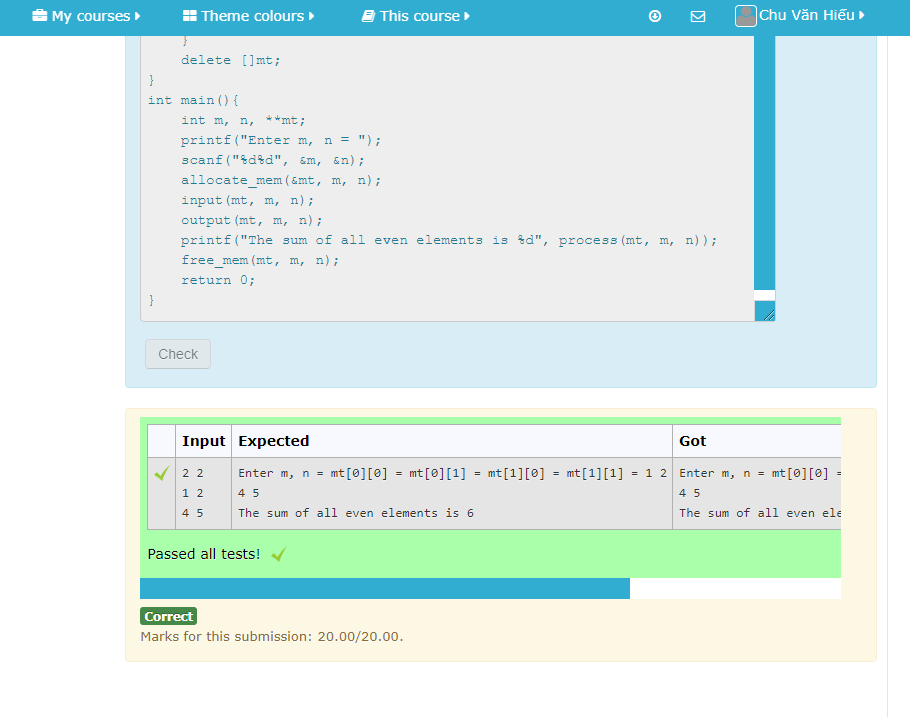 My courses Theme colours This course Chu Văn Hiếu
}
delete []mt;
}
int main(){
int m, n, **mt;
printf("Enter m, n = ");
scanf("%d%d", &m, &n);
allocate_mem(&mt, m, n);
input(mt, m, n);
output(mt, m, n);
printf("The sum of all even elements is %d", process(mt, m, n));
free_mem(mt, m, n);
return 0;
}
Check
Input Expected Got
2 2 Enter m, n = mt[0][0] = mt[0][1] = mt[1][0] = mt[1][1] = 1 2 Enter m, n = mt[0][0] =
1 2 4 5 4 5
4 5 The sum of all even elements is 6 The sum of all even ele
Passed all tests!
Correct
Marks for this submission: 20.00/20.00.